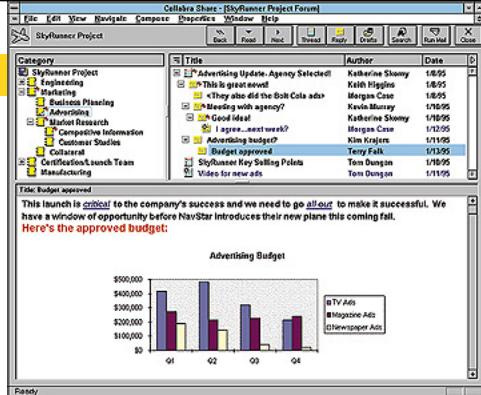 Collabra Share - [SkyRunner Project Forum]
File Edit View Navigate Compose Properties Window Help
SkyRunner Project
Back Read Next Thread Reply Drafts Search Run Mail Close
Category
SkyRunner Project
Engineering
Marketing
Business Planning
Advertising
Market Research
Competitive Information
Customer Studies
Collateral
Certification/Launch Team
Manufacturing
Title Author Date
Advertising Update- Agency Selected! Katherine Skomy 1/8/95
This is great news! Keith Higgins 1/8/95
<They also did the Bolt Cola ads> Morgan Case 1/9/95
Meeting with agency? Kevin Murray 1/10/95
Good idea! Katherine Skomy 1/10/95
I agree...next week? Morgan Case 1/12/95
Advertising budget? Kim Krajers 1/11/95
Budget approved Terry Falk 1/13/95
SkyRunner Key Selling Points Tom Dungan 1/10/95
Video for new ads Tom Dungan 1/11/95
Title: Budget approved
This launch is critical to the company's success and we need to go all out to make it successful. We
have a window of opportunity before NavStar introduces their new plane this coming fall.
Here's the approved budget:
Advertising Budget
$500,000
$400,000
$300,000
$200,000
$100,000
$0
Q1 Q2 Q3 Q4
TV Ads
Magazine Ads
Newspaper Ads
Ready